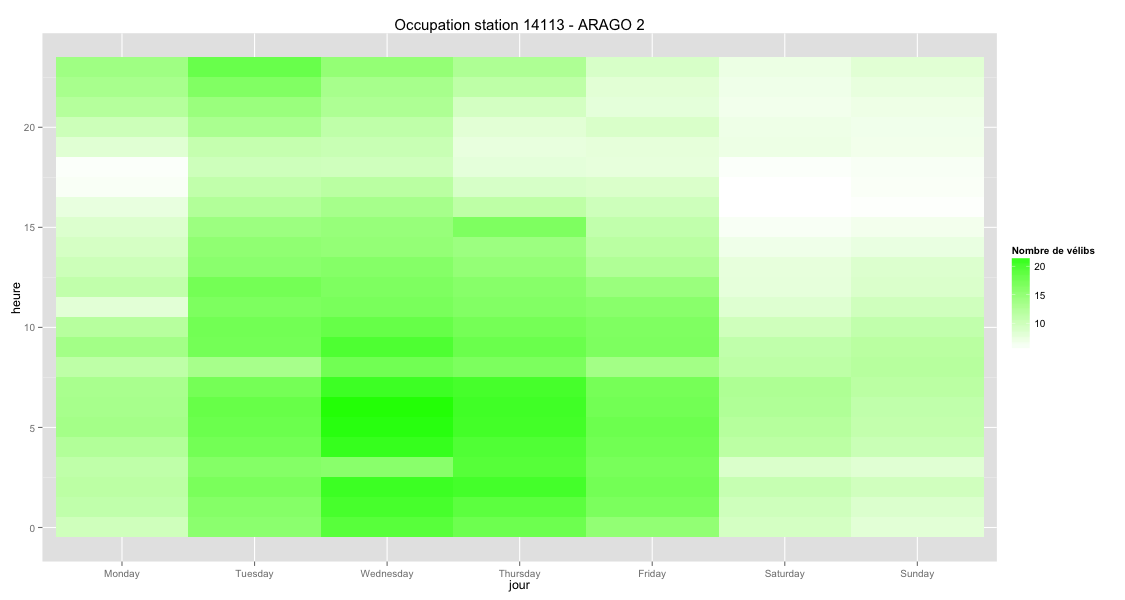 Occupation station 14113 - ARAGO 2
20
15
10
5
0
heure
Monday Tuesday Wednesday Thursday Friday Saturday Sunday
jour
Nombre de vélibs
20
15
10